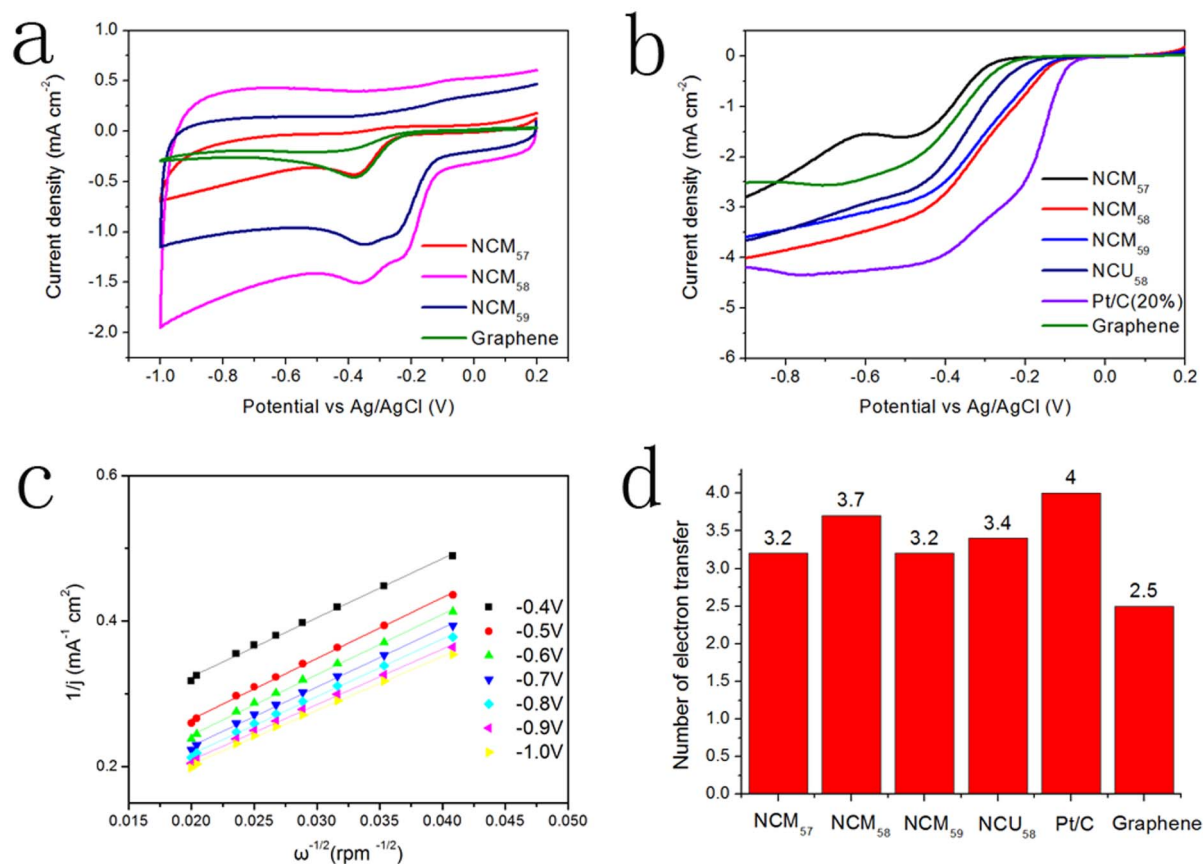 a
1.0
0.5
0.0
-0.5
-1.0
-1.5
-2.0
Current density (mA cm⁻²)
-1.0 -0.8 -0.6 -0.4 -0.2 0.0 0.2
Potential vs Ag/AgCl (V)
NCM₅₇
NCM₅₈
NCM₅₉
Graphene
b
0
-1
-2
-3
-4
-5
-6
Current density (mA cm⁻²)
-0.8 -0.6 -0.4 -0.2 0.0 0.2
Potential vs Ag/AgCl (V)
NCM₅₇
NCM₅₈
NCM₅₉
NCU₅₈
Pt/C(20%)
Graphene
c
0.6
0.4
0.2
1/j (mA⁻¹ cm²)
0.015 0.020 0.025 0.030 0.035 0.040 0.045 0.050
ω⁻¹/²(rpm ⁻¹/²)
-0.4V
-0.5V
-0.6V
-0.7V
-0.8V
-0.9V
-1.0V
d
4.0
3.5
3.0
2.5
2.0
1.5
1.0
0.5
0.0
Number of electron transfer
3.2 3.7 3.2 3.4 4 2.5
NCM₅₇ NCM₅₈ NCM₅₉ NCU₅₈ Pt/C Graphene